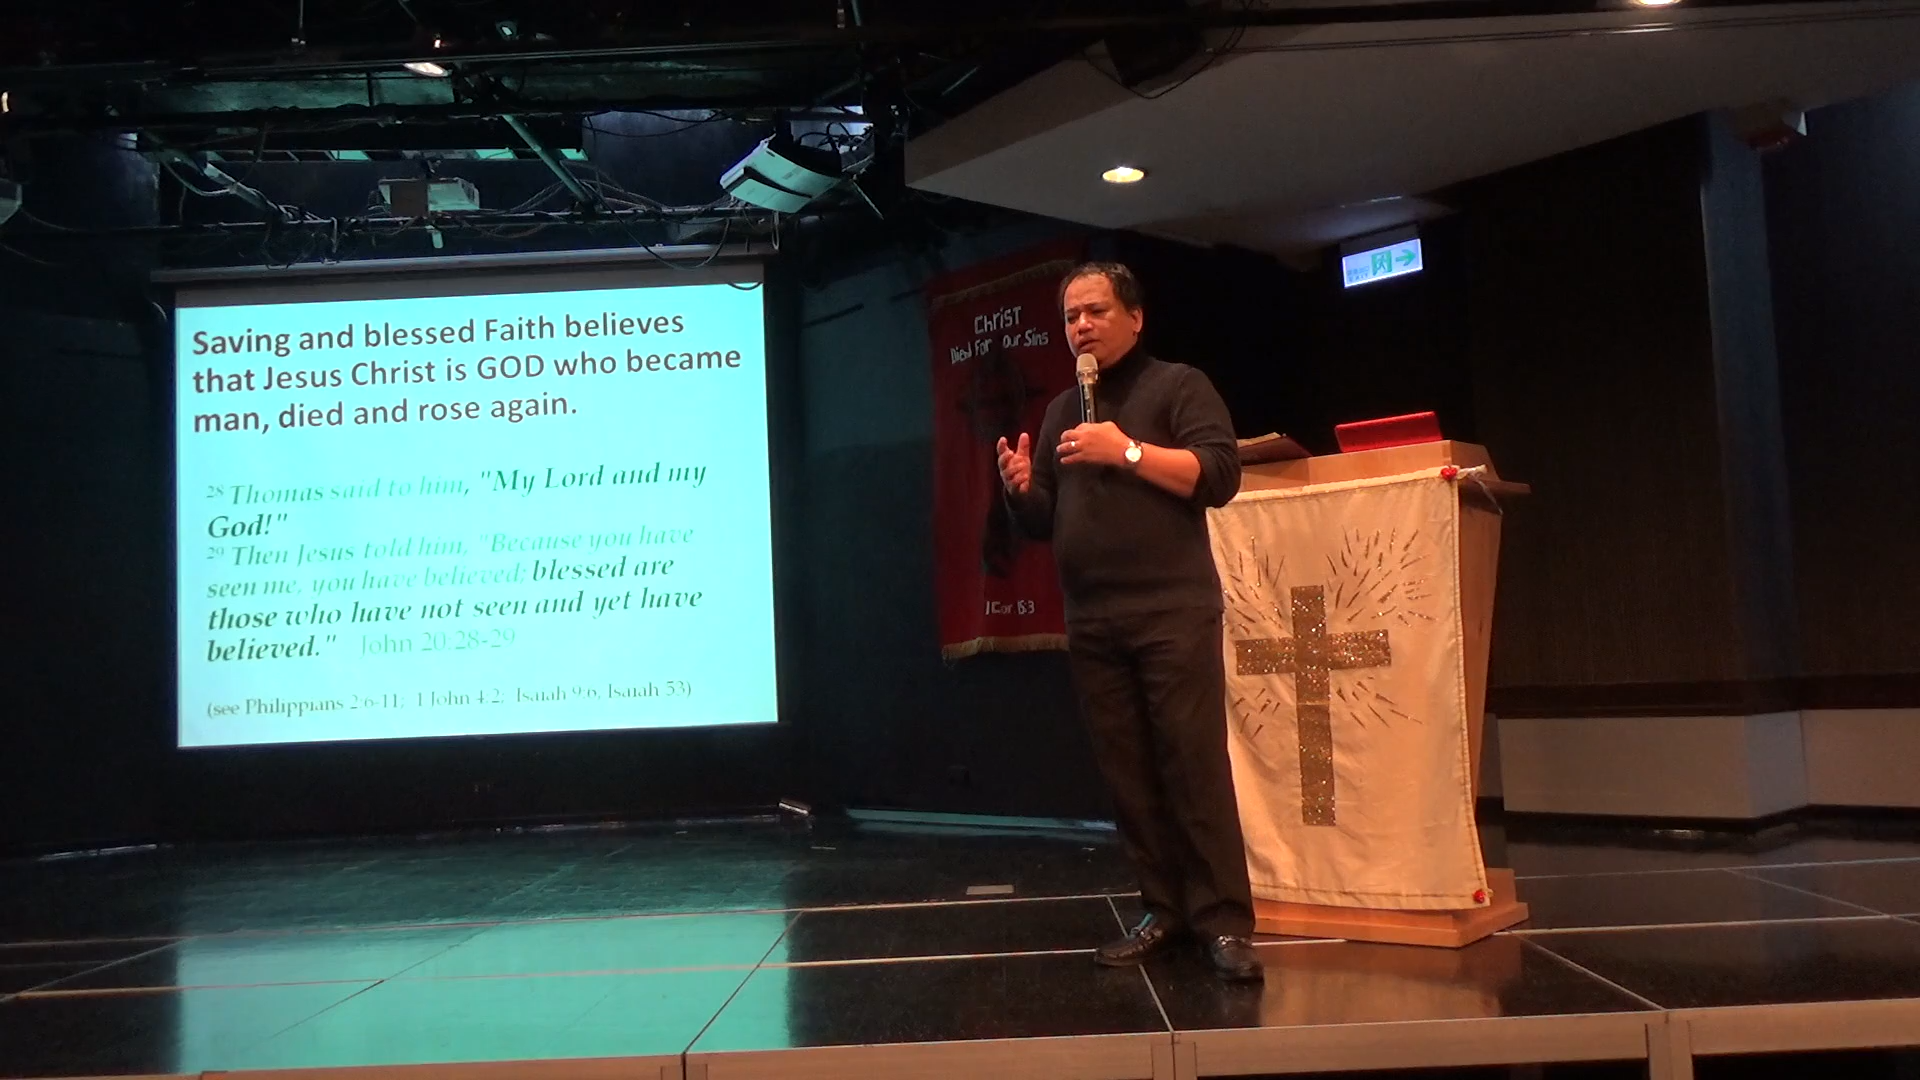 Saving and blessed Faith believes
that Jesus Christ is GOD who became
man, died and rose again.
28 Thomas said to him, "My Lord and my
God!"
29 Then Jesus told him, "Because you have
seen me, you have believed; blessed are
those who have not seen and yet have
believed." John 20:28-29
(see Philippians 2:6-11; 1 John 4:2; Isaiah 9:6, Isaiah 53)
Christ
Died For our Sins
1 Cor 15:3
EXIT